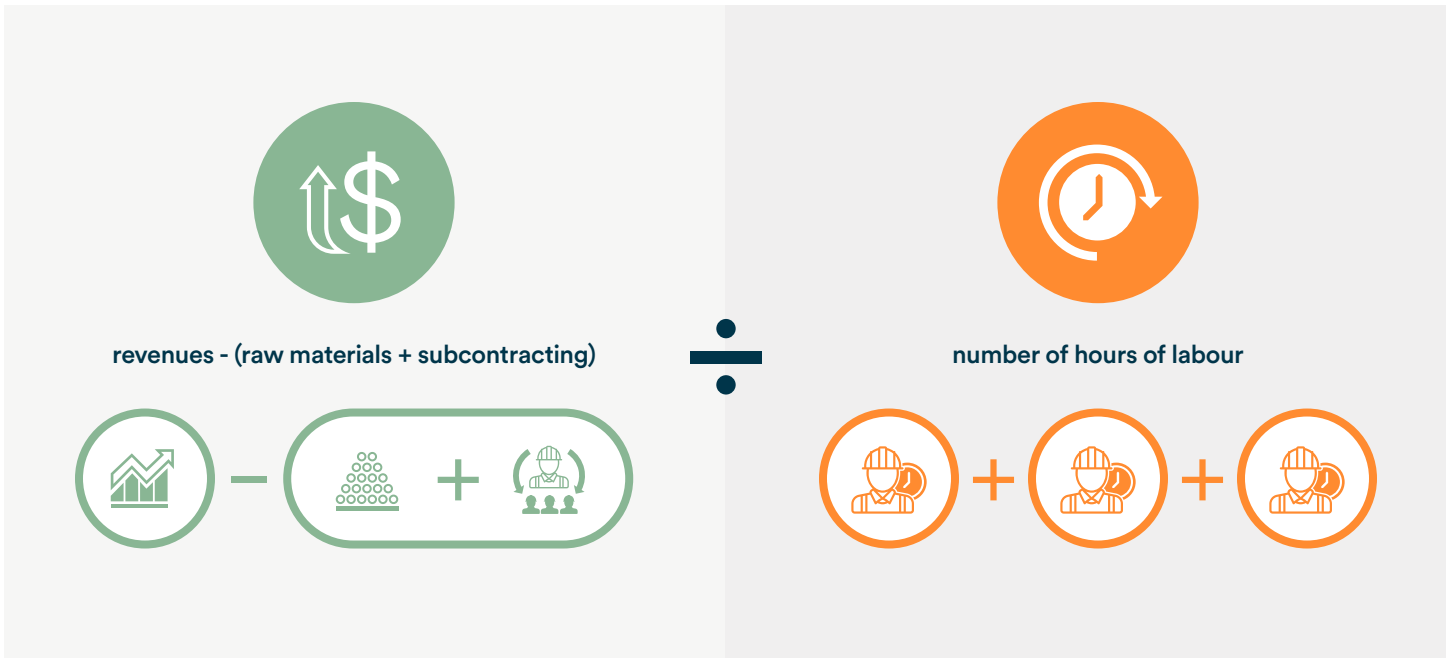 revenues - (raw materials + subcontracting)
number of hours of labour